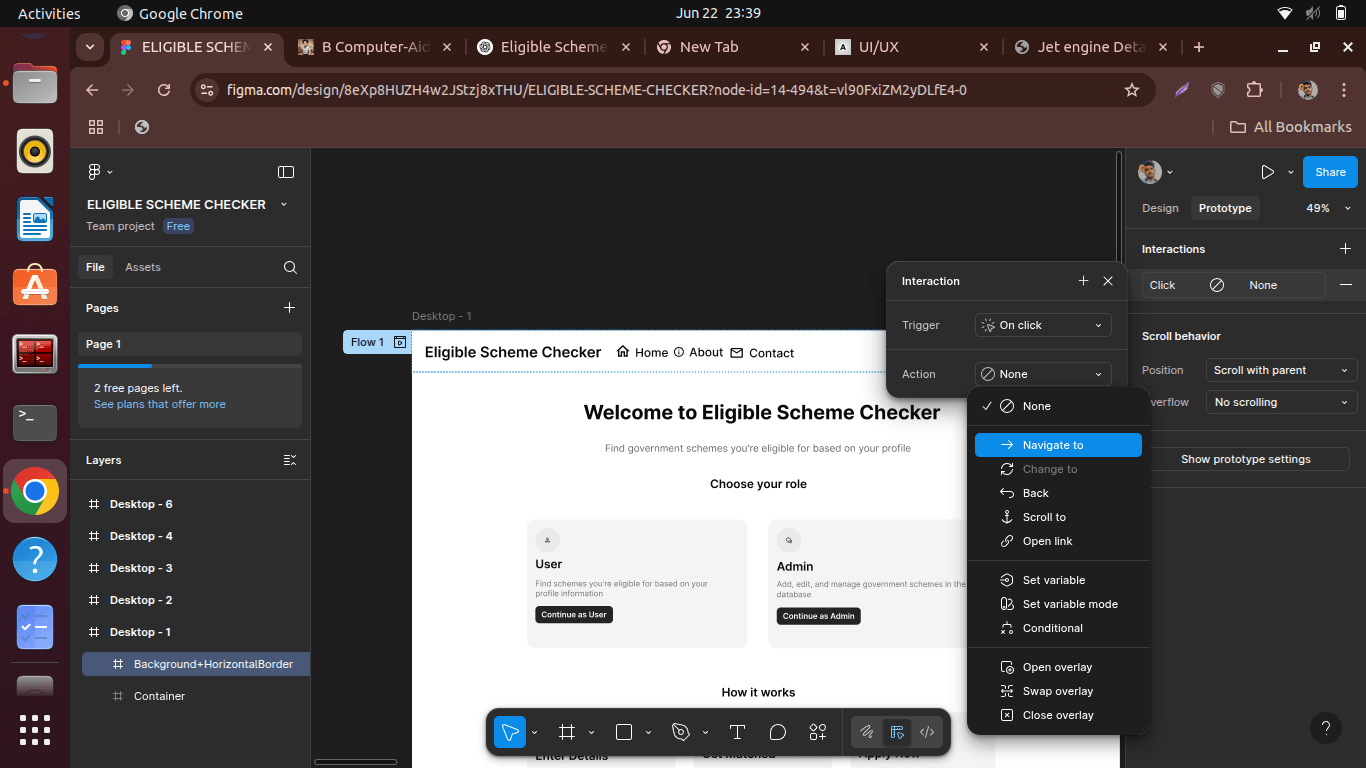 Activities
Google Chrome
Jun 22 23:39
ELIGIBLE SCHEM
B Computer-Aid
Eligible Scheme
New Tab
UI/UX
Jet engine Deta
figma.com/design/8eXp8HUZH4w2JStzj8xTHU/ELIGIBLE-SCHEME-CHECKER?node-id=14-494&t=vl90FxiZM2yDLfE4-0
All Bookmarks
ELIGIBLE SCHEME CHECKER
Team project Free
File Assets
Pages
Page 1
2 free pages left.
See plans that offer more
Layers
Desktop - 6
Desktop - 4
Desktop - 3
Desktop - 2
Desktop - 1
Background+HorizontalBorder
Container
Desktop - 1
Flow 1
Eligible Scheme Checker Home About Contact
Welcome to Eligible Scheme Checker
Find government schemes you're eligible for based on your profile
Choose your role
User
Find schemes you're eligible for based on your
profile information
Continue as User
Admin
Add, edit, and manage government schemes in the
database
Continue as Admin
How it works
Enter Details
Get Matched
Apply Now
Interaction
Trigger On click
Action None
None
Navigate to
Change to
Back
Scroll to
Open link
Set variable
Set variable mode
Conditional
Open overlay
Swap overlay
Close overlay
Share
Design Prototype 49%
Interactions
Click None
Scroll behavior
Position Scroll with parent
verflow No scrolling
Show prototype settings